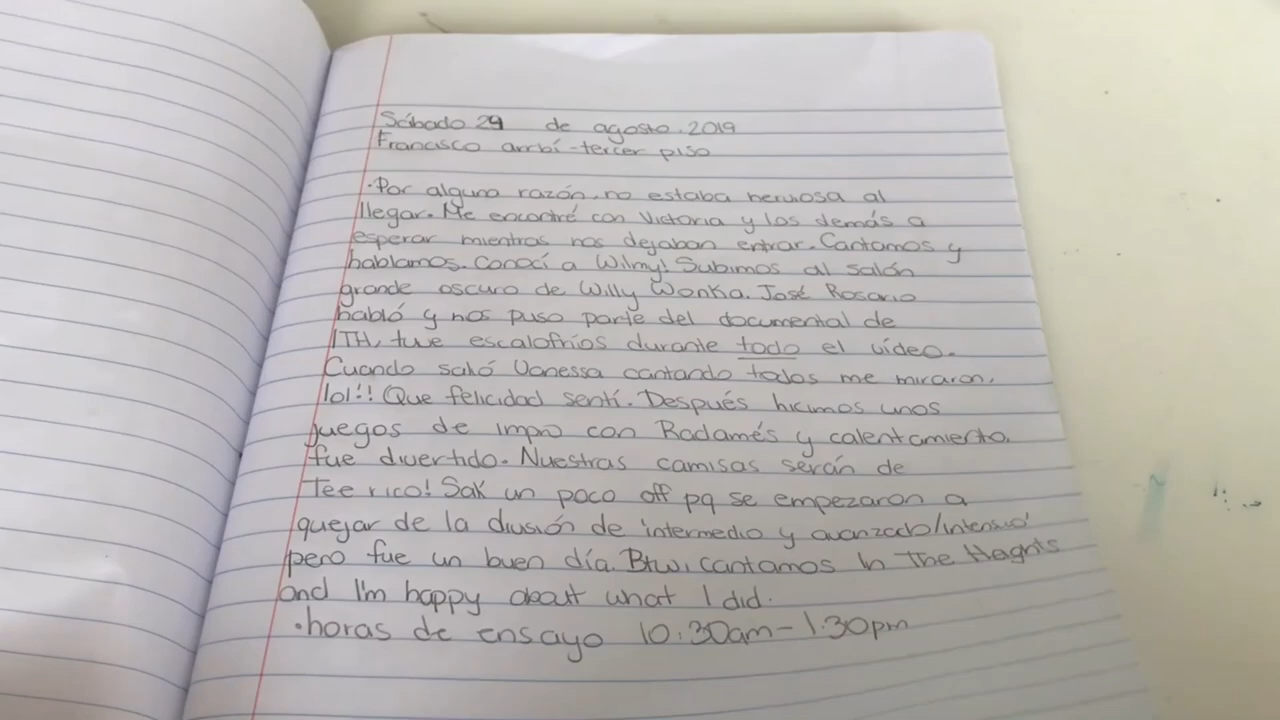 Sábado 29 de agosto. 2019
Francisco arribí - tercer piso
·Por alguna razón, no estaba nerviosa al
llegar. Me encontré con Victoria y los demás a
esperar mientras nos dejaban entrar. Cantamos y
hablamos. Conocí a Wilmy! Subimos al salón
grande oscuro de Willy Wonka. José Rosario
habló y nos puso parte del documental de
ITH, tuve escalofríos durante todo el video.
Cuando salió Vanessa cantando todos me miraron,
lol!! Que felicidad sentí. Después hicimos unos
juegos de impro con Radamés y calentamiento,
fue divertido. Nuestras camisas serán de
Tee rico! Salí un poco off pq se empezaron a
quejar de la división de 'intermedio y avanzado/intensivo'
pero fue un buen día. Btw, cantamos In The Heights
and I'm happy about what I did.
·horas de ensayo 10:30am-1:30pm